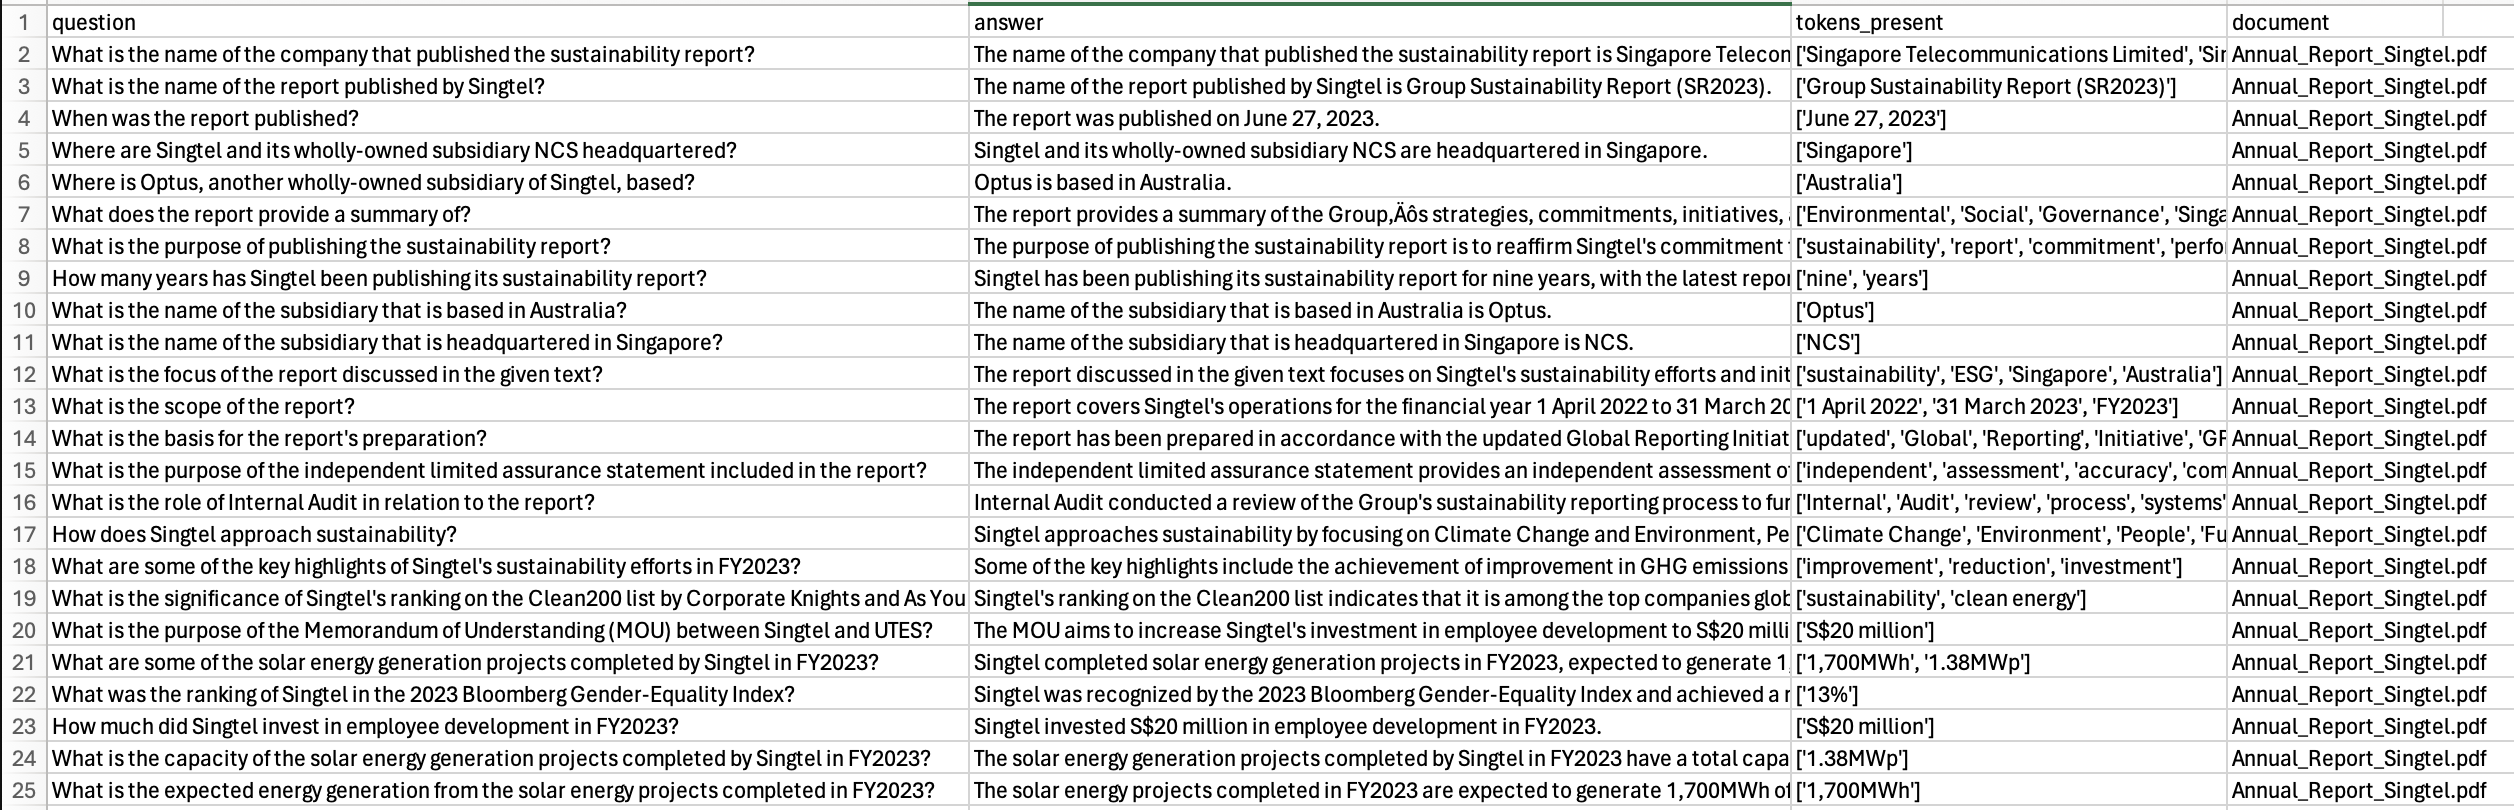 1 question answer tokens_present document
2 What is the name of the company that published the sustainability report? The name of the company that published the sustainability report is Singapore Telecon ['Singapore Telecommunications Limited', 'Sin Annual_Report_Singtel.pdf
3 What is the name of the report published by Singtel? The name of the report published by Singtel is Group Sustainability Report (SR2023). ['Group Sustainability Report (SR2023)'] Annual_Report_Singtel.pdf
4 When was the report published? The report was published on June 27, 2023. ['June 27, 2023'] Annual_Report_Singtel.pdf
5 Where are Singtel and its wholly-owned subsidiary NCS headquartered? Singtel and its wholly-owned subsidiary NCS are headquartered in Singapore. ['Singapore'] Annual_Report_Singtel.pdf
6 Where is Optus, another wholly-owned subsidiary of Singtel, based? Optus is based in Australia. ['Australia'] Annual_Report_Singtel.pdf
7 What does the report provide a summary of? The report provides a summary of the Group‚Äôs strategies, commitments, initiatives, ['Environmental', 'Social', 'Governance', 'Singa Annual_Report_Singtel.pdf
8 What is the purpose of publishing the sustainability report? The purpose of publishing the sustainability report is to reaffirm Singtel's commitment ['sustainability', 'report', 'commitment', 'perfo Annual_Report_Singtel.pdf
9 How many years has Singtel been publishing its sustainability report? Singtel has been publishing its sustainability report for nine years, with the latest repor ['nine', 'years'] Annual_Report_Singtel.pdf
10 What is the name of the subsidiary that is based in Australia? The name of the subsidiary that is based in Australia is Optus. ['Optus'] Annual_Report_Singtel.pdf
11 What is the name of the subsidiary that is headquartered in Singapore? The name of the subsidiary that is headquartered in Singapore is NCS. ['NCS'] Annual_Report_Singtel.pdf
12 What is the focus of the report discussed in the given text? The report discussed in the given text focuses on Singtel's sustainability efforts and init ['sustainability', 'ESG', 'Singapore', 'Australia'] Annual_Report_Singtel.pdf
13 What is the scope of the report? The report covers Singtel's operations for the financial year 1 April 2022 to 31 March 20 ['1 April 2022', '31 March 2023', 'FY2023'] Annual_Report_Singtel.pdf
14 What is the basis for the report's preparation? The report has been prepared in accordance with the updated Global Reporting Initiat ['updated', 'Global', 'Reporting', 'Initiative', 'GR Annual_Report_Singtel.pdf
15 What is the purpose of the independent limited assurance statement included in the report? The independent limited assurance statement provides an independent assessment of ['independent', 'assessment', 'accuracy', 'com Annual_Report_Singtel.pdf
16 What is the role of Internal Audit in relation to the report? Internal Audit conducted a review of the Group's sustainability reporting process to fur ['Internal', 'Audit', 'review', 'process', 'systems' Annual_Report_Singtel.pdf
17 How does Singtel approach sustainability? Singtel approaches sustainability by focusing on Climate Change and Environment, Pe ['Climate Change', 'Environment', 'People', 'Fu Annual_Report_Singtel.pdf
18 What are some of the key highlights of Singtel's sustainability efforts in FY2023? Some of the key highlights include the achievement of improvement in GHG emissions ['improvement', 'reduction', 'investment'] Annual_Report_Singtel.pdf
19 What is the significance of Singtel's ranking on the Clean200 list by Corporate Knights and As You Singtel's ranking on the Clean200 list indicates that it is among the top companies glob ['sustainability', 'clean energy'] Annual_Report_Singtel.pdf
20 What is the purpose of the Memorandum of Understanding (MOU) between Singtel and UTES? The MOU aims to increase Singtel's investment in employee development to S$20 milli ['S$20 million'] Annual_Report_Singtel.pdf
21 What are some of the solar energy generation projects completed by Singtel in FY2023? Singtel completed solar energy generation projects in FY2023, expected to generate 1, ['1,700MWh', '1.38MWp'] Annual_Report_Singtel.pdf
22 What was the ranking of Singtel in the 2023 Bloomberg Gender-Equality Index? Singtel was recognized by the 2023 Bloomberg Gender-Equality Index and achieved a r ['13%'] Annual_Report_Singtel.pdf
23 How much did Singtel invest in employee development in FY2023? Singtel invested S$20 million in employee development in FY2023. ['S$20 million'] Annual_Report_Singtel.pdf
24 What is the capacity of the solar energy generation projects completed by Singtel in FY2023? The solar energy generation projects completed by Singtel in FY2023 have a total capa ['1.38MWp'] Annual_Report_Singtel.pdf
25 What is the expected energy generation from the solar energy projects completed in FY2023? The solar energy projects completed in FY2023 are expected to generate 1,700MWh of ['1,700MWh'] Annual_Report_Singtel.pdf